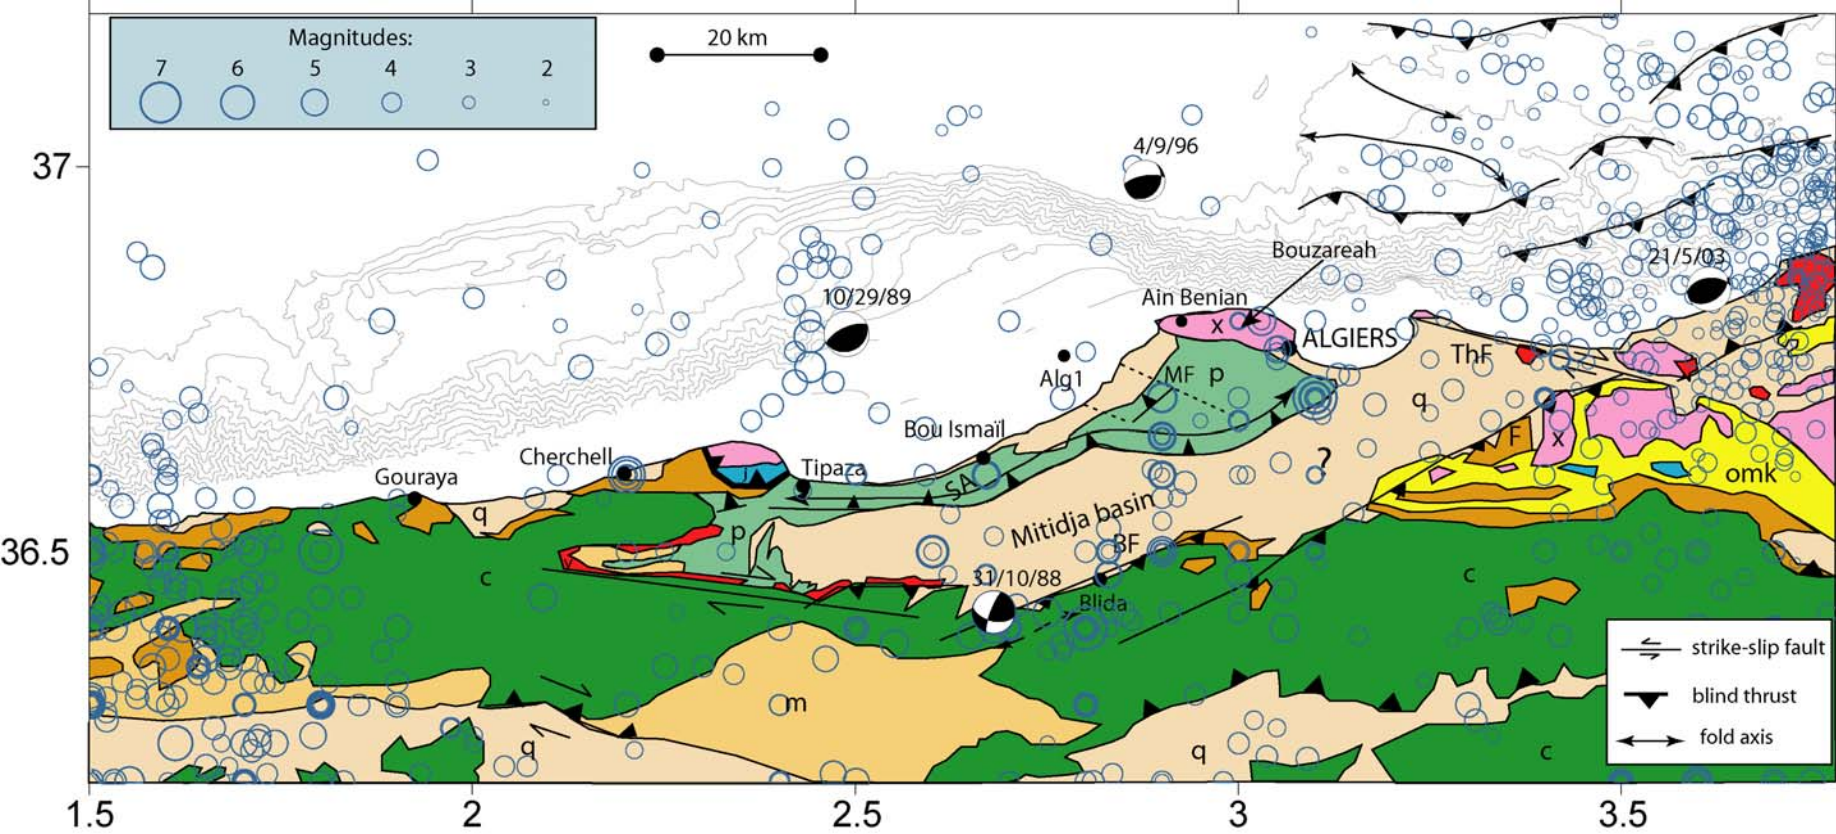 Magnitudes:
7 6 5 4 3 2
20 km
37
4/9/96
Bouzareah
21/5/03
10/29/89
Ain Benian
x
ALGIERS
ThF
Alg1
MF p
q
Bou Ismaïl
F
x
Cherchell
?
Tipaza
j
Gouraya
SA
omk
q
Mitidja basin
p
BF
36.5
31/10/88
c
c
Blida
strike-slip fault
m
blind thrust
fold axis
q
q
c
1.5 2 2.5 3 3.5